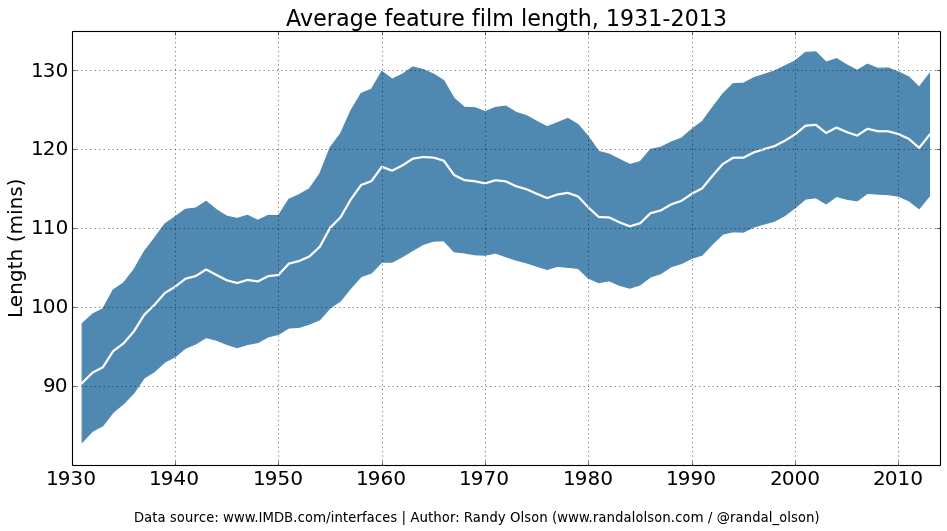 Average feature film length, 1931-2013
Length (mins)
130
120
110
100
90
1930 1940 1950 1960 1970 1980 1990 2000 2010
Data source: www.IMDB.com/interfaces | Author: Randy Olson (www.randalolson.com / @randal_olson)